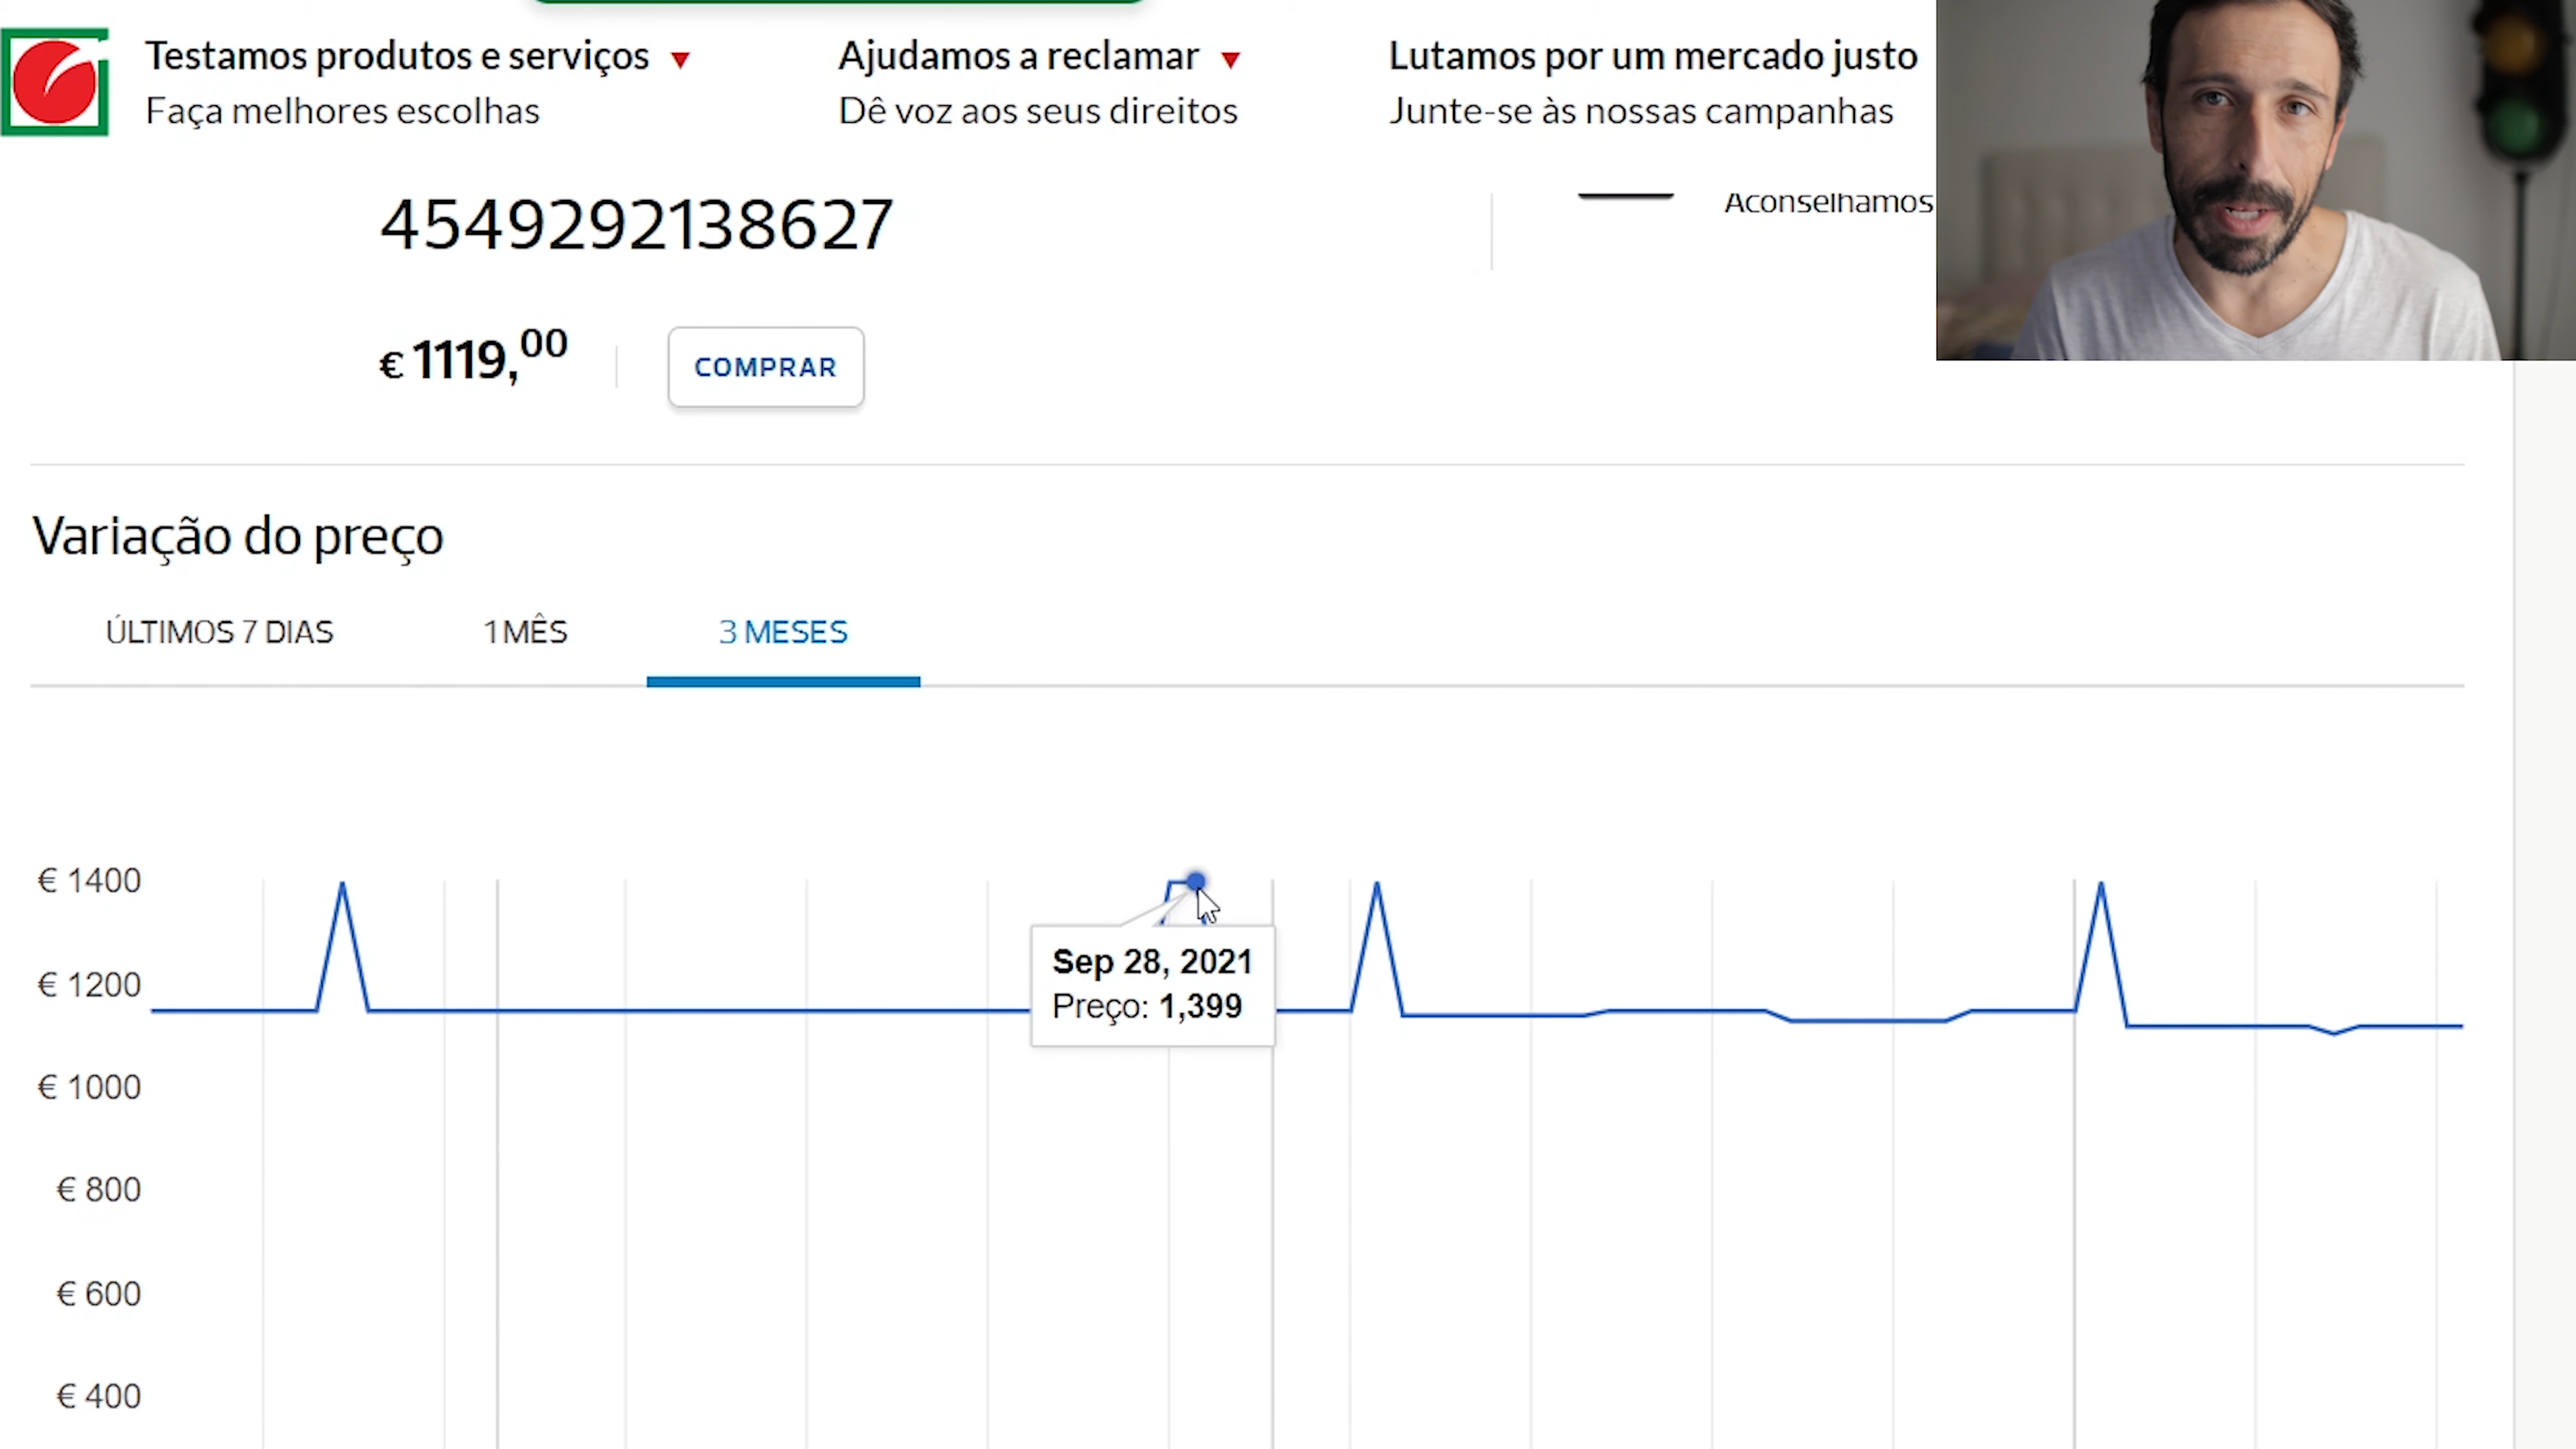 Testamos produtos e serviços
Faça melhores escolhas
Ajudamos a reclamar
Dê voz aos seus direitos
Lutamos por um mercado justo
Junte-se às nossas campanhas
4549292138627
Aconselhamos
€ 1119,00
COMPRAR
Variação do preço
ÚLTIMOS 7 DIAS
1 MÊS
3 MESES
€ 1400
€ 1200
€ 1000
€ 800
€ 600
€ 400
Sep 28, 2021
Preço: 1,399